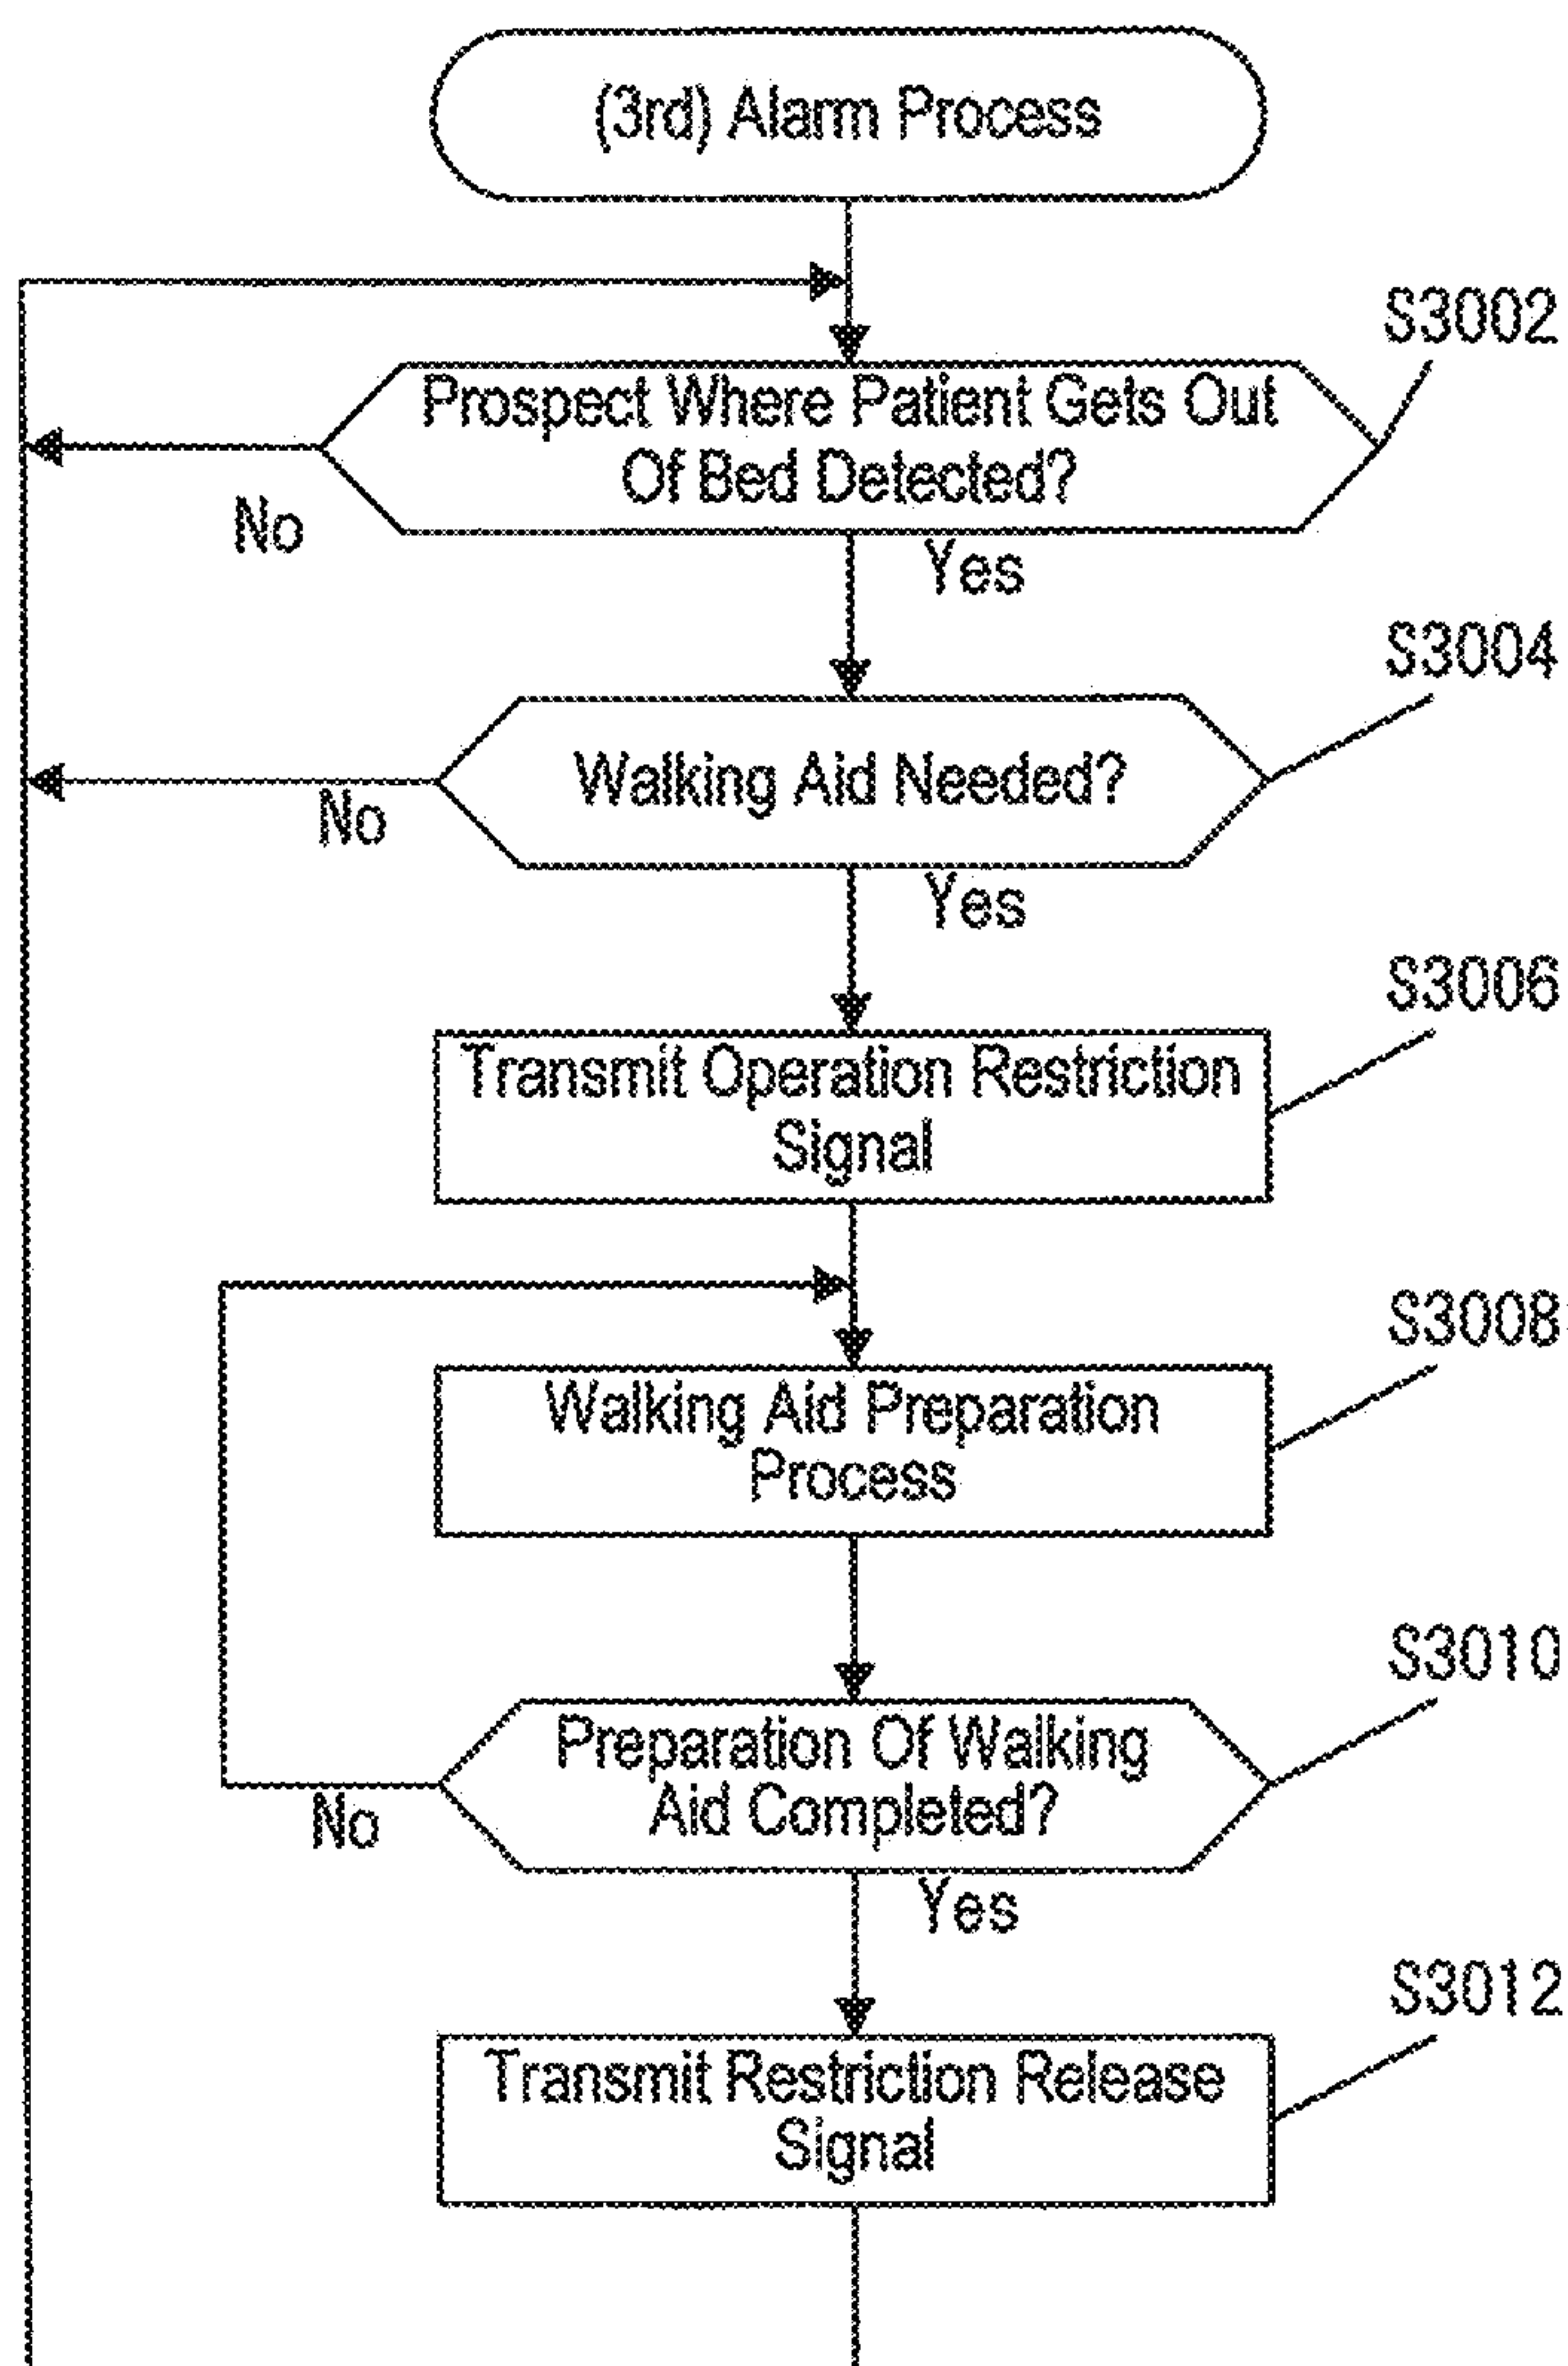 (3rd) Alarm Process
S3002
Prospect Where Patient Gets Out
Of Bed Detected?
No
Yes
S3004
Walking Aid Needed?
No
Yes
S3006
Transmit Operation Restriction
Signal
S3008
Walking Aid Preparation
Process
S3010
Preparation Of Walking
Aid Completed?
No
Yes
S3012
Transmit Restriction Release
Signal